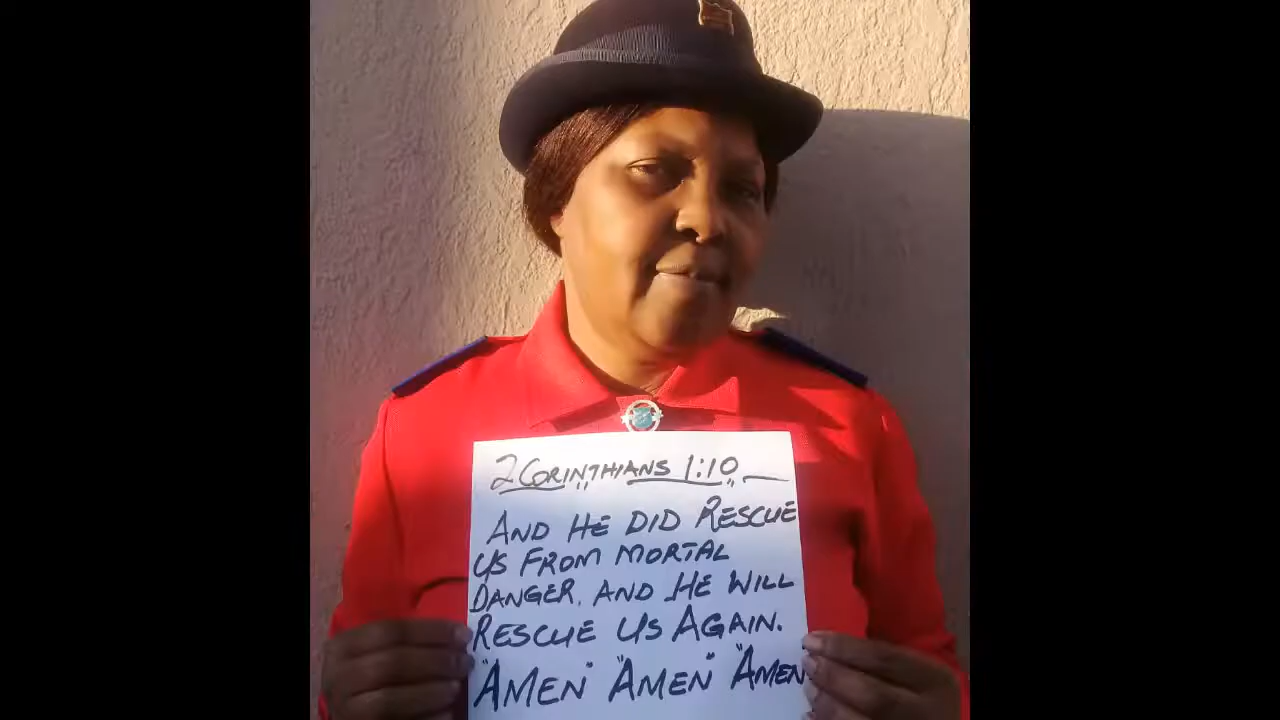 2 CORINTHIANS 1:10
AND HE DID RESCUE
US FROM MORTAL
DANGER. AND HE WILL
RESCUE US AGAIN.
"AMEN" "AMEN" "AMEN